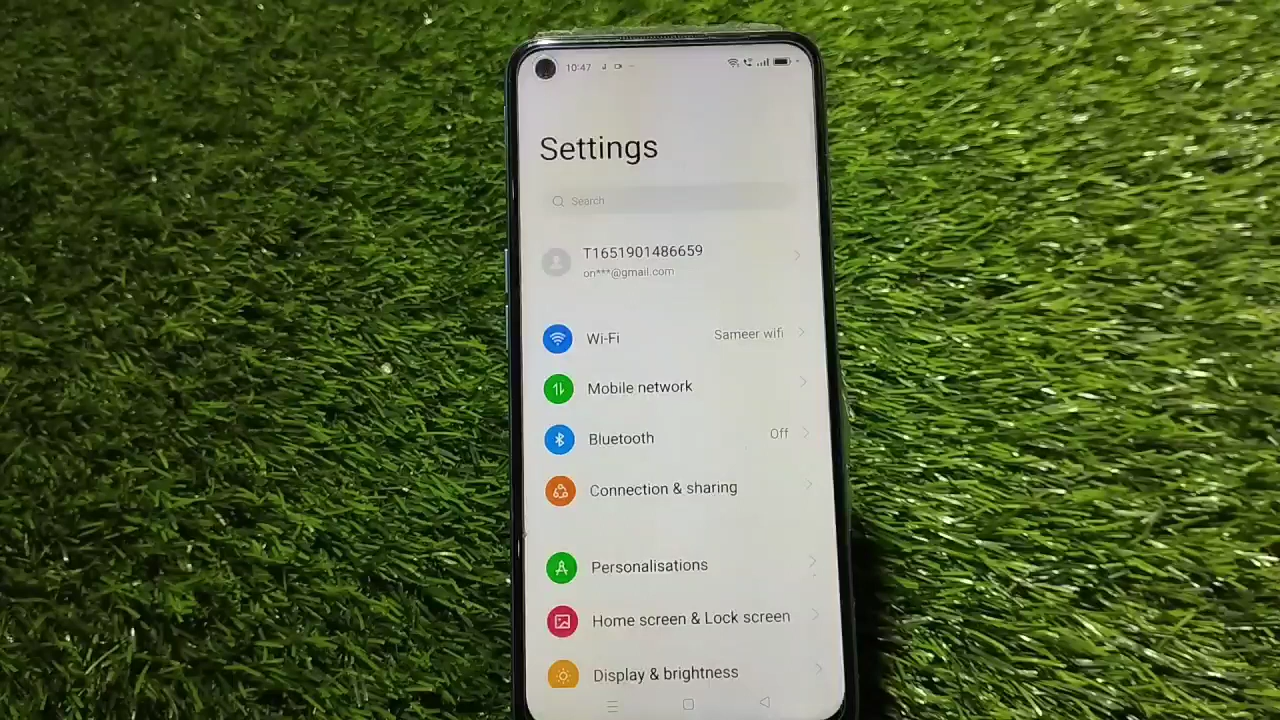 10:47
Settings
Search
T1651901486659
on***@gmail.com
Wi-Fi Sameer wifi
Mobile network
Bluetooth Off
Connection & sharing
Personalisations
Home screen & Lock screen
Display & brightness